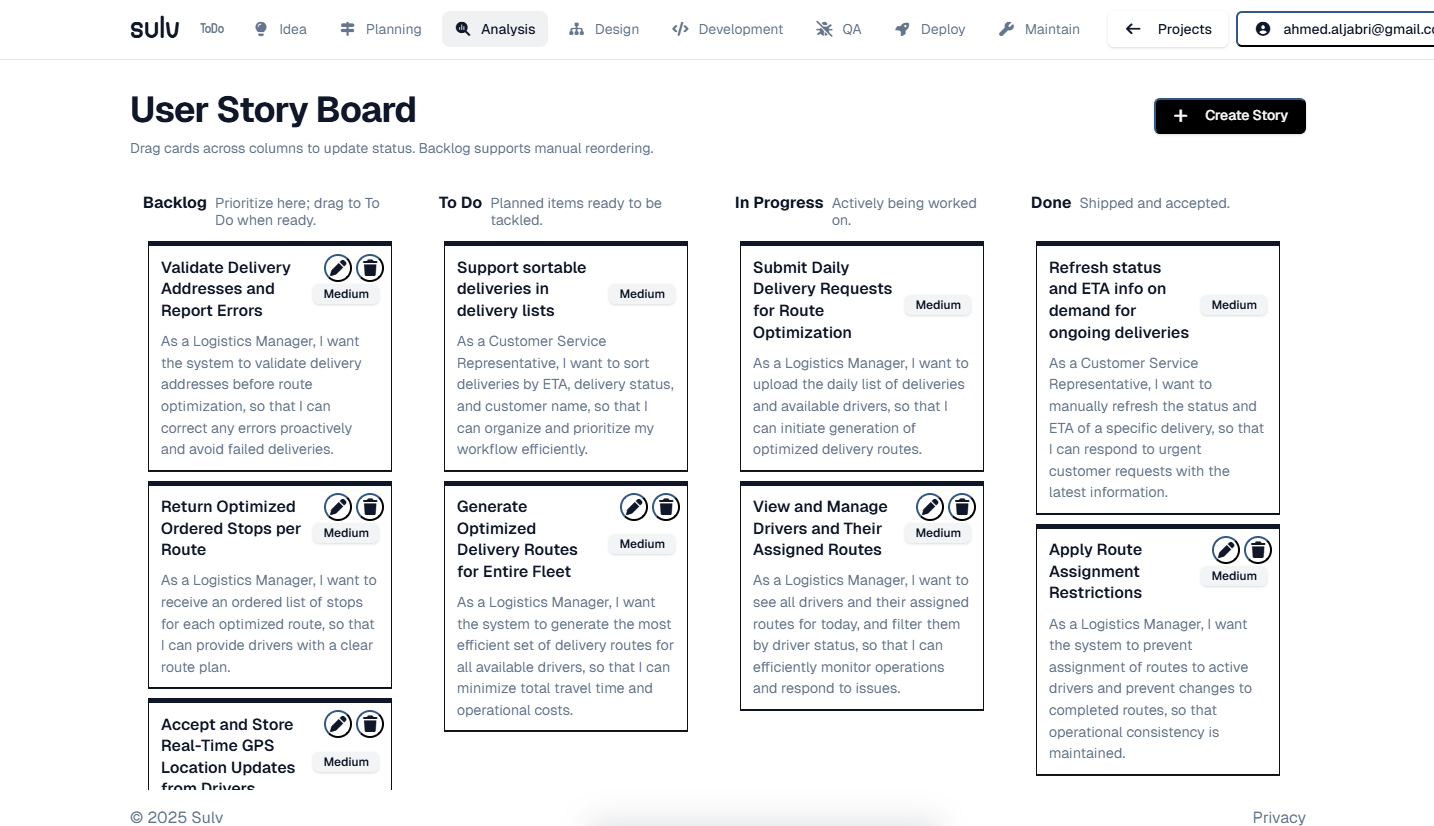 sulv ToDo Idea Planning Analysis Design Development QA Deploy Maintain Projects ahmed.aljabri@gmail.co
User Story Board
Create Story
Drag cards across columns to update status. Backlog supports manual reordering.
Backlog
Prioritize here; drag to To
Do when ready.
Validate Delivery
Addresses and
Report Errors
Medium
As a Logistics Manager, I want
the system to validate delivery
addresses before route
optimization, so that I can
correct any errors proactively
and avoid failed deliveries.
Return Optimized
Ordered Stops per
Route
Medium
As a Logistics Manager, I want to
receive an ordered list of stops
for each optimized route, so that
I can provide drivers with a clear
route plan.
Accept and Store
Real-Time GPS
Location Updates
from Drivers
Medium
To Do
Planned items ready to be
tackled.
Support sortable
deliveries in
delivery lists
Medium
As a Customer Service
Representative, I want to sort
deliveries by ETA, delivery status,
and customer name, so that I
can organize and prioritize my
workflow efficiently.
Generate
Optimized
Delivery Routes
for Entire Fleet
Medium
As a Logistics Manager, I want
the system to generate the most
efficient set of delivery routes for
all available drivers, so that I can
minimize total travel time and
operational costs.
In Progress
Actively being worked
on.
Submit Daily
Delivery Requests
for Route
Optimization
Medium
As a Logistics Manager, I want to
upload the daily list of deliveries
and available drivers, so that I
can initiate generation of
optimized delivery routes.
View and Manage
Drivers and Their
Assigned Routes
Medium
As a Logistics Manager, I want to
see all drivers and their assigned
routes for today, and filter them
by driver status, so that I can
efficiently monitor operations
and respond to issues.
Done
Shipped and accepted.
Refresh status
and ETA info on
demand for
ongoing deliveries
Medium
As a Customer Service
Representative, I want to
manually refresh the status and
ETA of a specific delivery, so that
I can respond to urgent
customer requests with the
latest information.
Apply Route
Assignment
Restrictions
Medium
As a Logistics Manager, I want
the system to prevent
assignment of routes to active
drivers and prevent changes to
completed routes, so that
operational consistency is
maintained.
© 2025 Sulv
Privacy